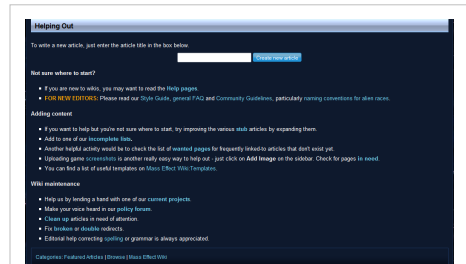 Helping Out
To write a new article, just enter the article title in the box below.
Create new article
Not sure where to start?
If you are new to wikis, you may want to read the Help pages.
FOR NEW EDITORS: Please read our Style Guide, general FAQ and Community Guidelines, particularly naming conventions for alien races.
Adding content
If you want to help but you're not sure where to start, try improving the various stub articles by expanding them.
Add to one of our incomplete lists.
Another helpful activity would be to check the list of wanted pages for frequently linked-to articles that don't exist yet.
Uploading game screenshots is another really easy way to help out - just click on Add Image on the sidebar. Check for pages in need.
You can find a list of useful templates on Mass Effect Wiki:Templates.
Wiki maintenance
Help us by lending a hand with one of our current projects.
Make your voice heard in our policy forum.
Clean up articles in need of attention.
Fix broken or double redirects.
Editorial help correcting spelling or grammar is always appreciated.
Categories: Featured Articles | Browse | Mass Effect Wiki